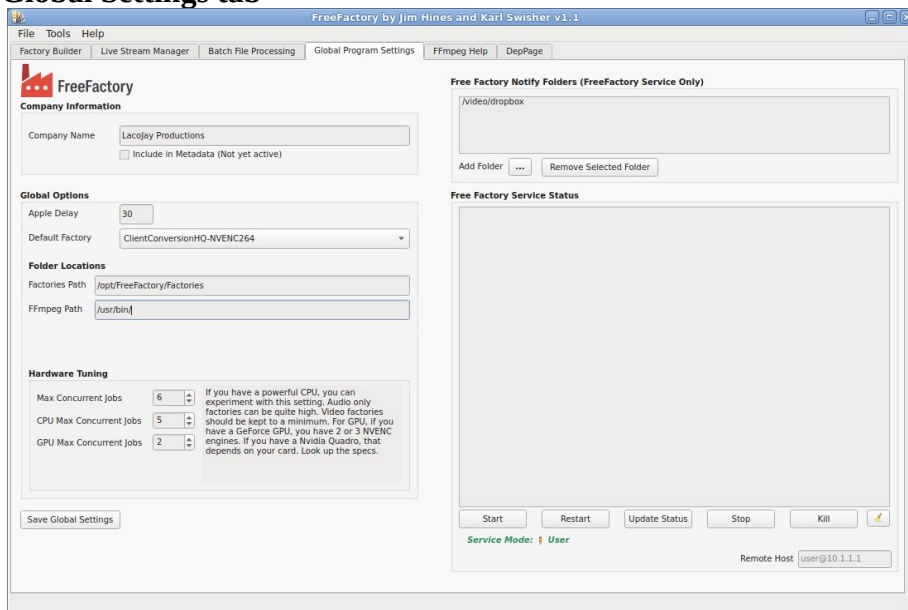 Global Settings tab
FreeFactory by Jim Hines and Karl Swisher v1.1
File Tools Help
Factory Builder Live Stream Manager Batch File Processing Global Program Settings FFmpeg Help DepPage
FreeFactory
Company Information
Company Name LacoJay Productions
Include in Metadata (Not yet active)
Global Options
Apple Delay 30
Default Factory ClientConversionHQ-NVENC264
Folder Locations
Factories Path /opt/FreeFactory/Factories
FFmpeg Path /usr/bin/
Hardware Tuning
Max Concurrent Jobs 6
CPU Max Concurrent Jobs 5
GPU Max Concurrent Jobs 2
If you have a powerful CPU, you can
experiment with this setting. Audio only
factories can be quite high. Video factories
should be kept to a minimum. For GPU, if you
have a GeForce GPU, you have 2 or 3 NVENC
engines. If you have a Nvidia Quadro, that
depends on your card. Look up the specs.
Save Global Settings
Free Factory Notify Folders (FreeFactory Service Only)
/video/dropbox
Add Folder ... Remove Selected Folder
Free Factory Service Status
Start Restart Update Status Stop Kill
Service Mode: User
Remote Host user@10.1.1.1